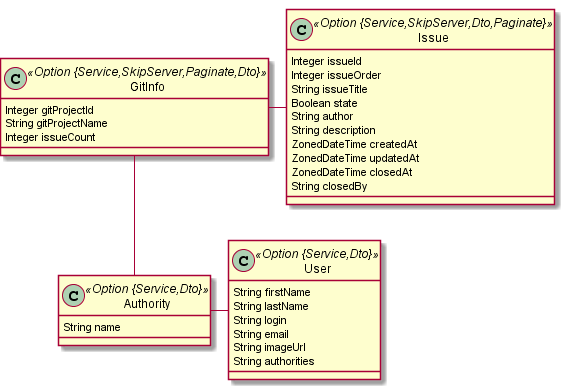 C «Option {Service,SkipServer,Dto,Paginate}»
Issue
Integer issueId
Integer issueOrder
String issueTitle
Boolean state
String author
String description
ZonedDateTime createdAt
ZonedDateTime updatedAt
ZonedDateTime closedAt
String closedBy
C «Option {Service,SkipServer,Paginate,Dto}»
GitInfo
Integer gitProjectId
String gitProjectName
Integer issueCount
C «Option {Service,Dto}»
Authority
String name
C «Option {Service,Dto}»
User
String firstName
String lastName
String login
String email
String imageUrl
String authorities